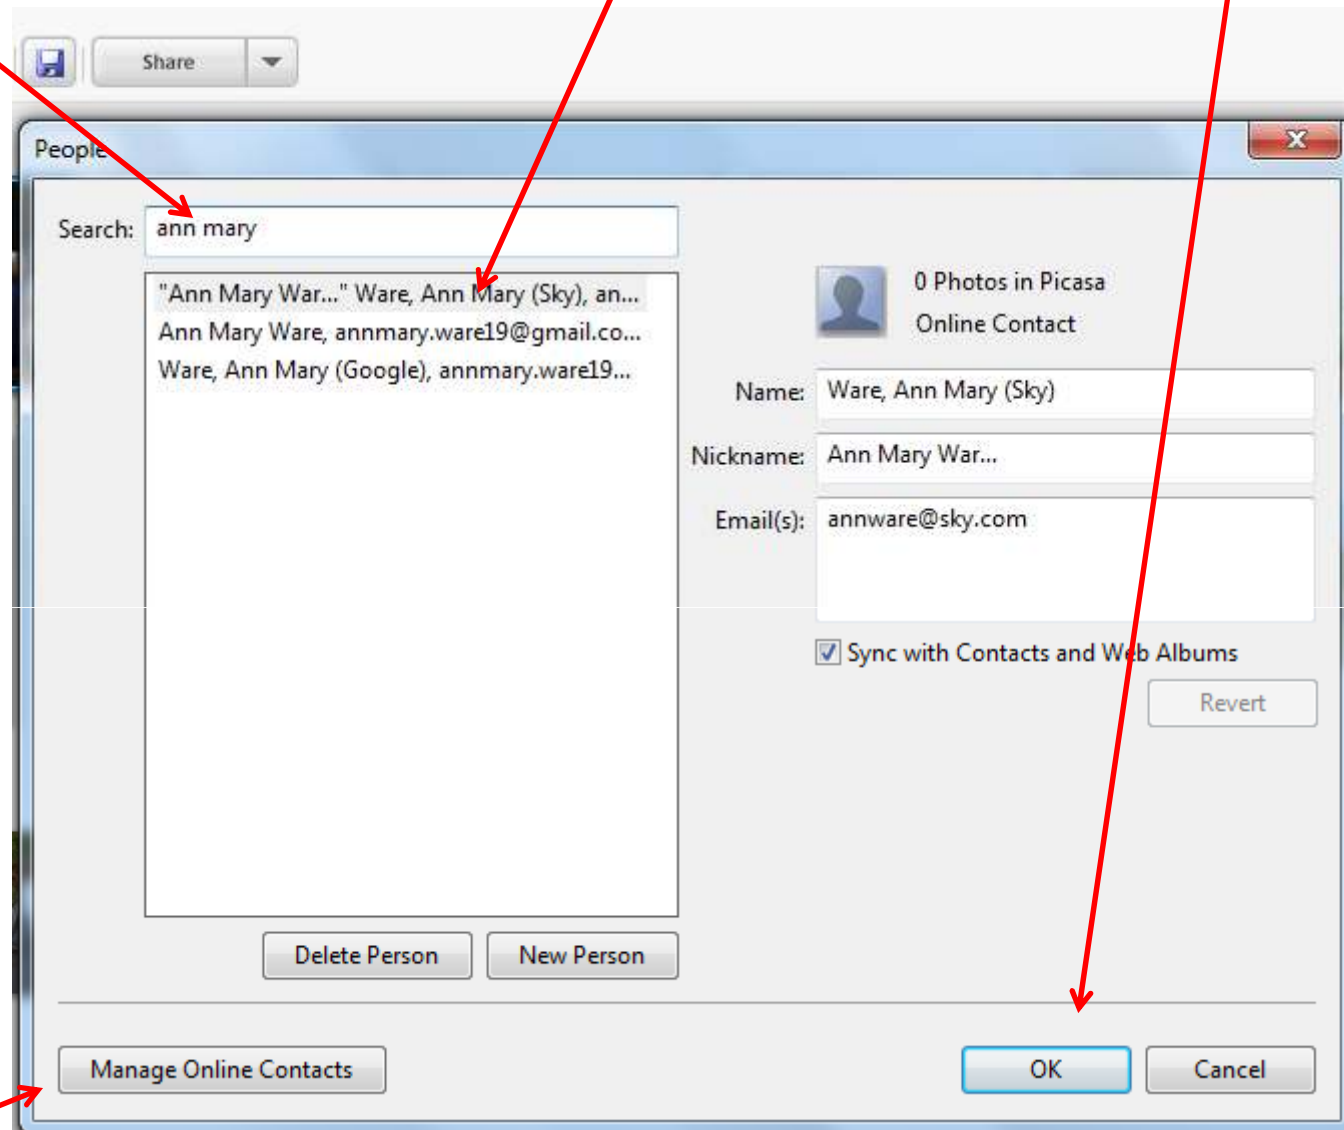 Share
People
Search: ann mary
"Ann Mary War..." Ware, Ann Mary (Sky), an...
Ann Mary Ware, annmary.ware19@gmail.co...
Ware, Ann Mary (Google), annmary.ware19...
0 Photos in Picasa
Online Contact
Name: Ware, Ann Mary (Sky)
Nickname: Ann Mary War...
Email(s): annware@sky.com
Sync with Contacts and Web Albums
Revert
Delete Person New Person
Manage Online Contacts OK Cancel